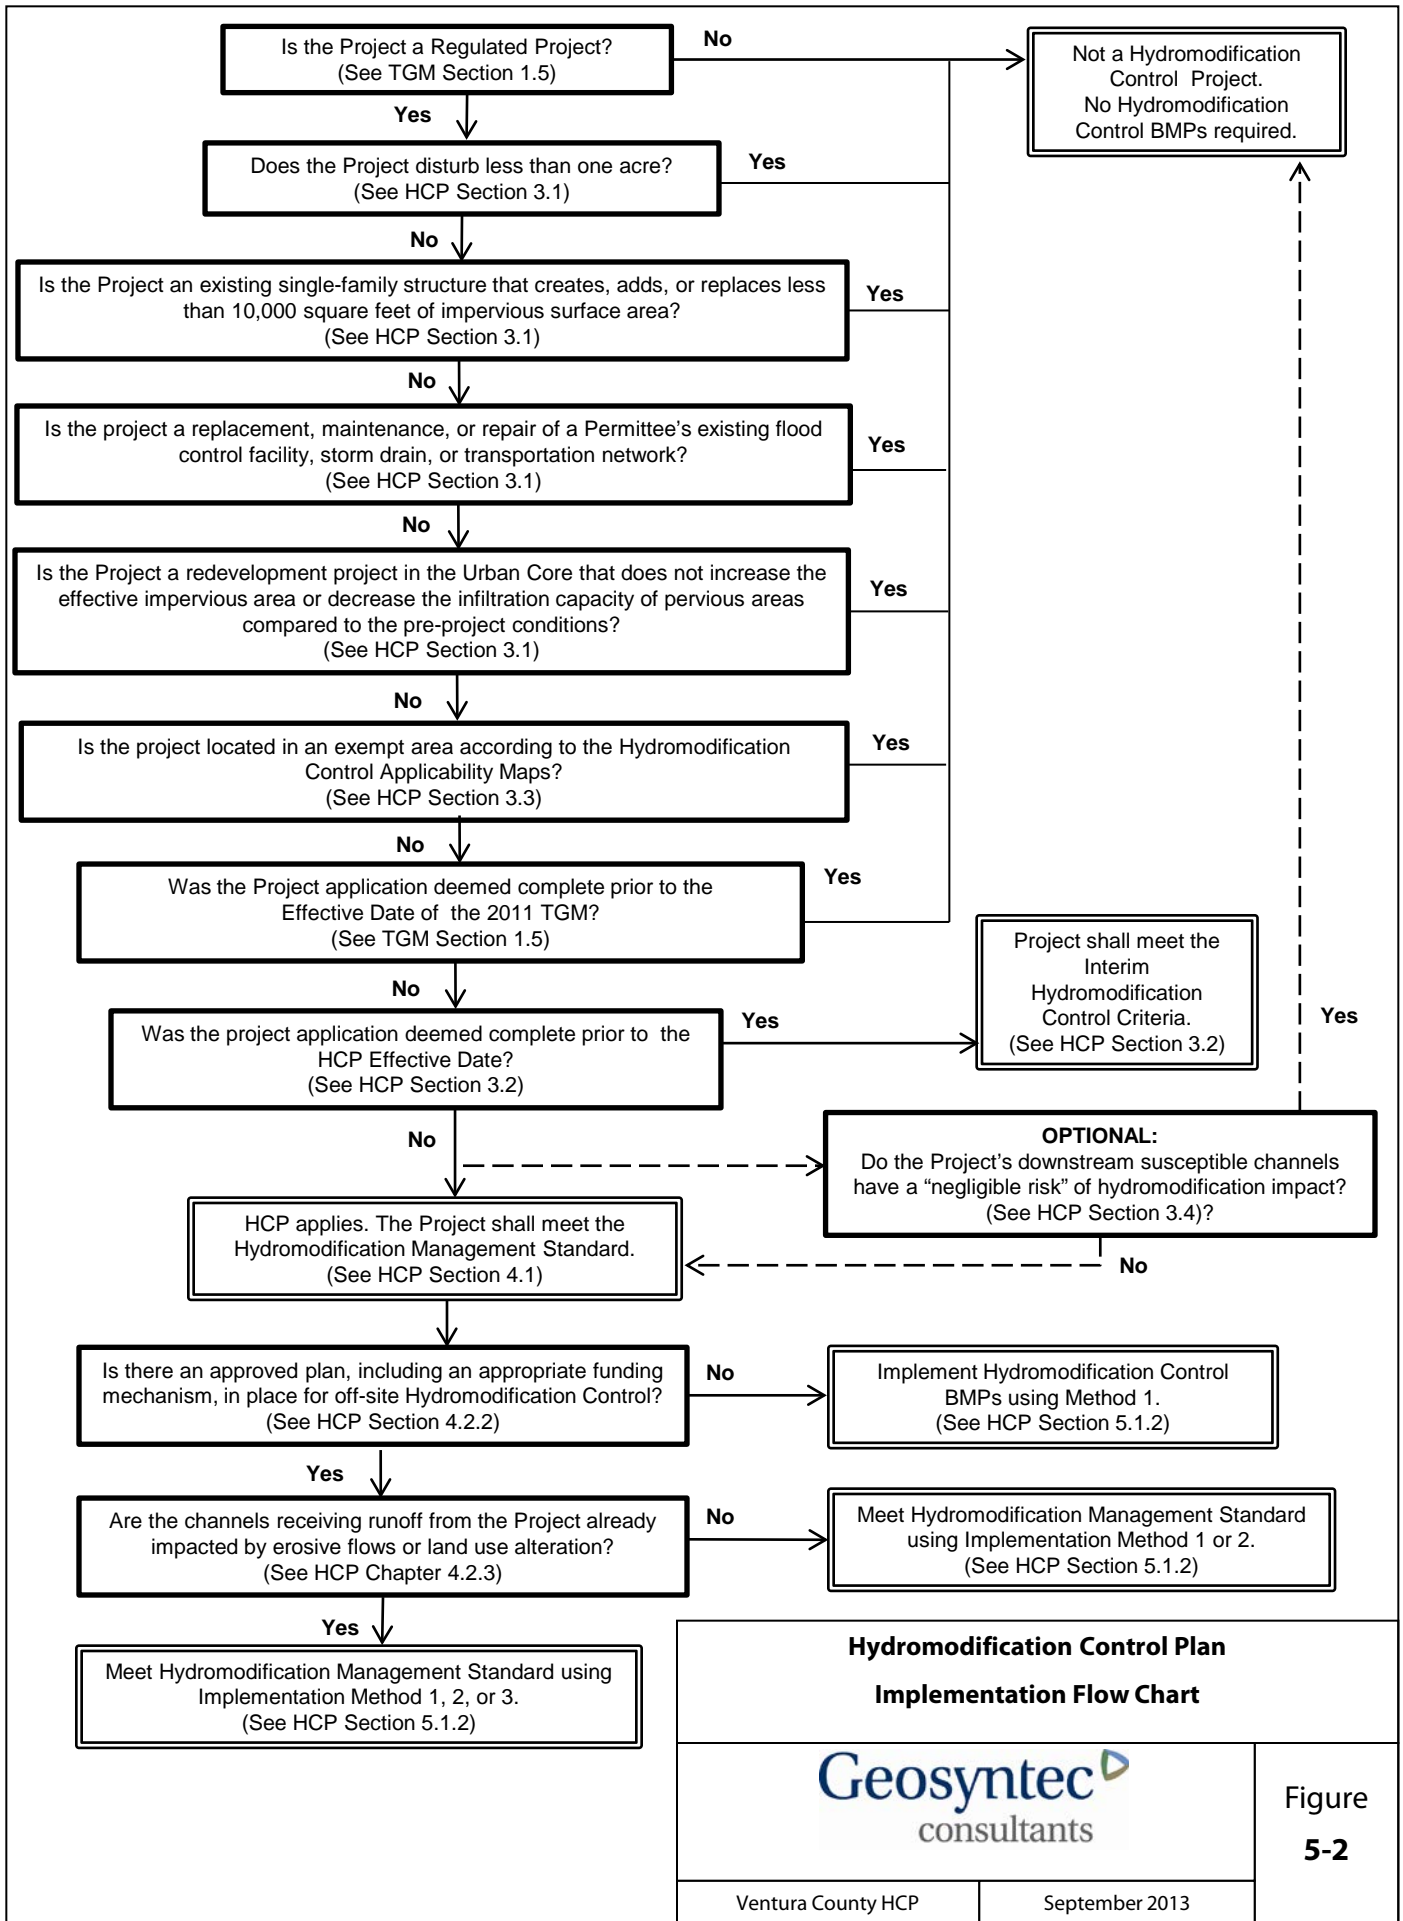 Is the Project a Regulated Project?
(See TGM Section 1.5)
No
Not a Hydromodification
Control Project.
No Hydromodification
Control BMPs required.
Yes
Does the Project disturb less than one acre?
(See HCP Section 3.1)
Yes
No
Is the Project an existing single-family structure that creates, adds, or replaces less
than 10,000 square feet of impervious surface area?
(See HCP Section 3.1)
Yes
No
Is the project a replacement, maintenance, or repair of a Permittee's existing flood
control facility, storm drain, or transportation network?
(See HCP Section 3.1)
Yes
No
Is the Project a redevelopment project in the Urban Core that does not increase the
effective impervious area or decrease the infiltration capacity of pervious areas
compared to the pre-project conditions?
(See HCP Section 3.1)
Yes
No
Is the project located in an exempt area according to the Hydromodification
Control Applicability Maps?
(See HCP Section 3.3)
Yes
No
Was the Project application deemed complete prior to the
Effective Date of the 2011 TGM?
(See TGM Section 1.5)
Yes
No
Was the project application deemed complete prior to the
HCP Effective Date?
(See HCP Section 3.2)
Yes
Project shall meet the
Interim
Hydromodification
Control Criteria.
(See HCP Section 3.2)
Yes
No
OPTIONAL:
Do the Project's downstream susceptible channels
have a "negligible risk" of hydromodification impact?
(See HCP Section 3.4)?
No
HCP applies. The Project shall meet the
Hydromodification Management Standard.
(See HCP Section 4.1)
Is there an approved plan, including an appropriate funding
mechanism, in place for off-site Hydromodification Control?
(See HCP Section 4.2.2)
No
Implement Hydromodification Control
BMPs using Method 1.
(See HCP Section 5.1.2)
Yes
Are the channels receiving runoff from the Project already
impacted by erosive flows or land use alteration?
(See HCP Chapter 4.2.3)
No
Meet Hydromodification Management Standard
using Implementation Method 1 or 2.
(See HCP Section 5.1.2)
Yes
Meet Hydromodification Management Standard using
Implementation Method 1, 2, or 3.
(See HCP Section 5.1.2)
Hydromodification Control Plan
Implementation Flow Chart
Geosyntec
consultants
Figure
5-2
Ventura County HCP
September 2013